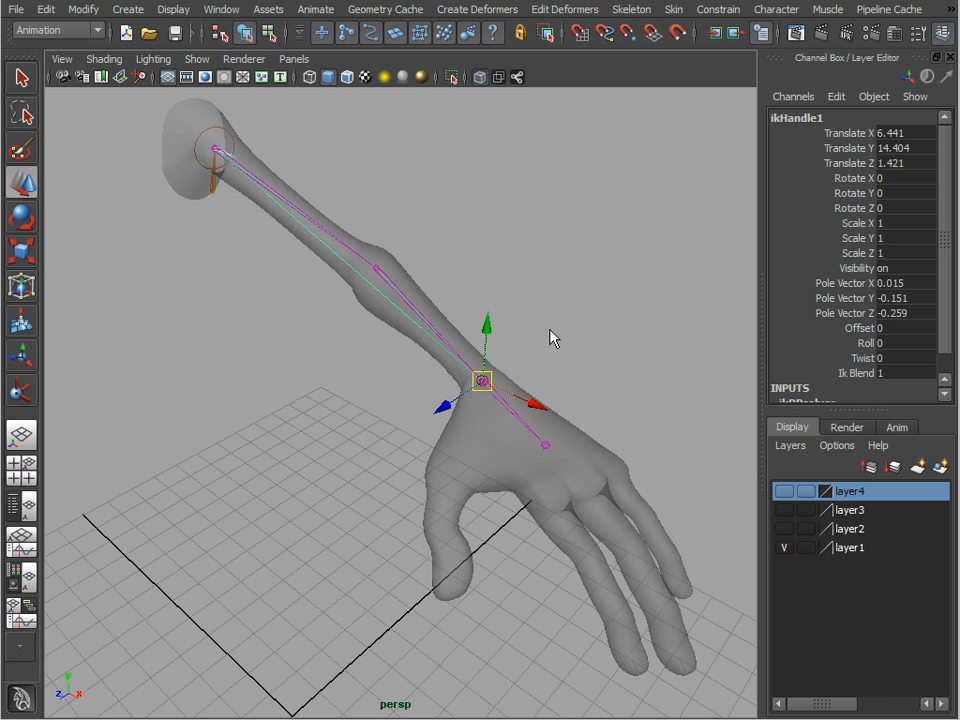 File Edit Modify Create Display Window Assets Animate Geometry Cache Create Deformers Edit Deformers Skeleton Skin Constrain Character Muscle Pipeline Cache »
Animation
View Shading Lighting Show Renderer Panels
Channel Box / Layer Editor
Channels Edit Object Show
ikHandle1
Translate X 6.441
Translate Y 14.404
Translate Z 1.421
Rotate X 0
Rotate Y 0
Rotate Z 0
Scale X 1
Scale Y 1
Scale Z 1
Visibility on
Pole Vector X 0.015
Pole Vector Y -0.151
Pole Vector Z -0.259
Offset 0
Roll 0
Twist 0
Ik Blend 1
INPUTS
Display Render Anim
Layers Options Help
layer4
layer3
layer2
V layer1
y
z x
persp